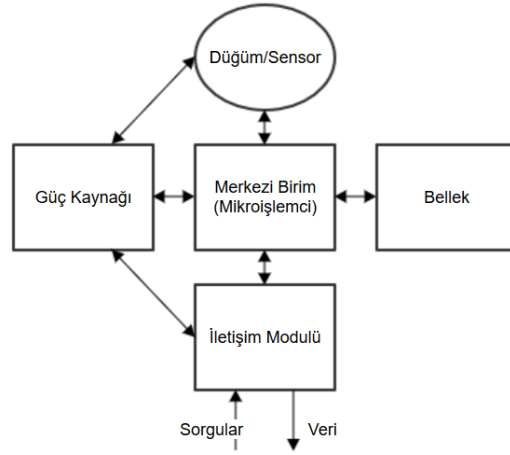 Düğüm/Sensor
Güç Kaynağı
Merkezi Birim
(Mikroişlemci)
Bellek
İletişim Modulü
Sorgular
Veri